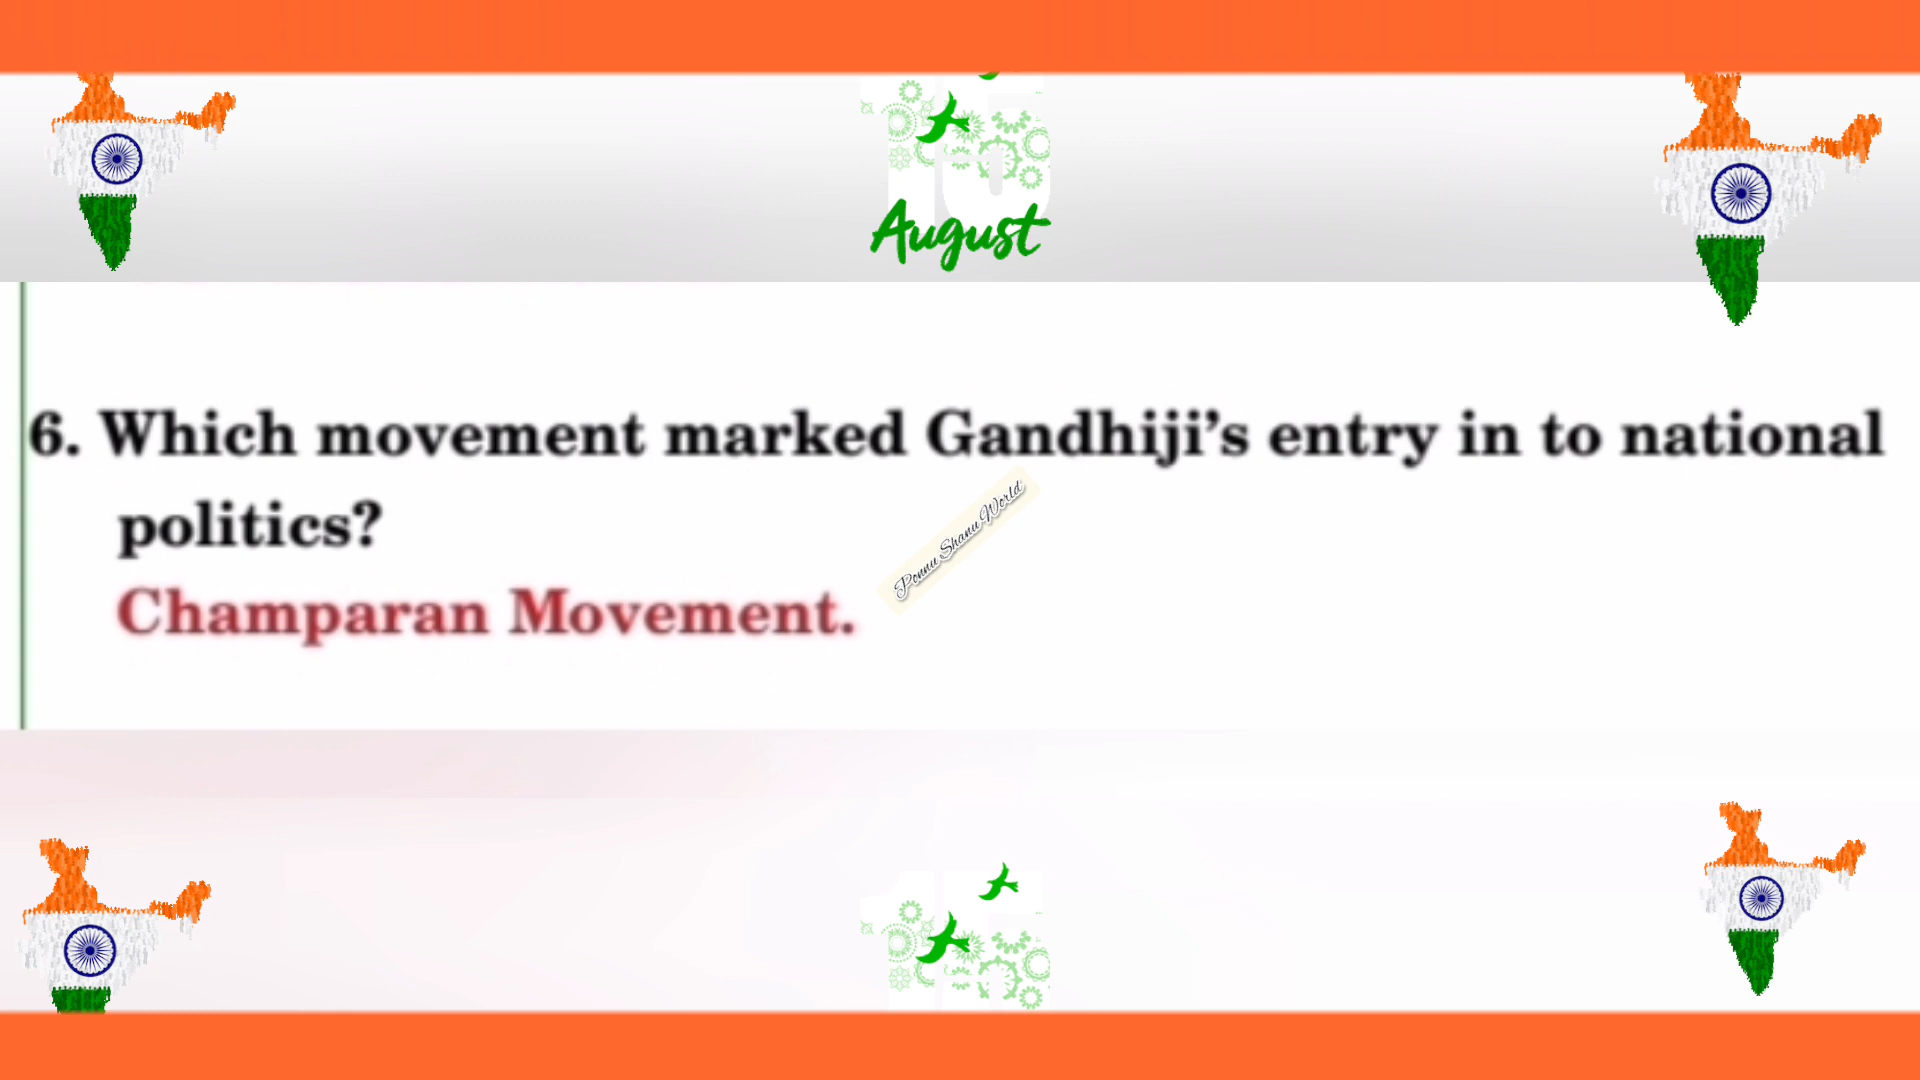 August
6. Which movement marked Gandhiji's entry in to national
politics?
Ponnu Shanu World
Champaran Movement.